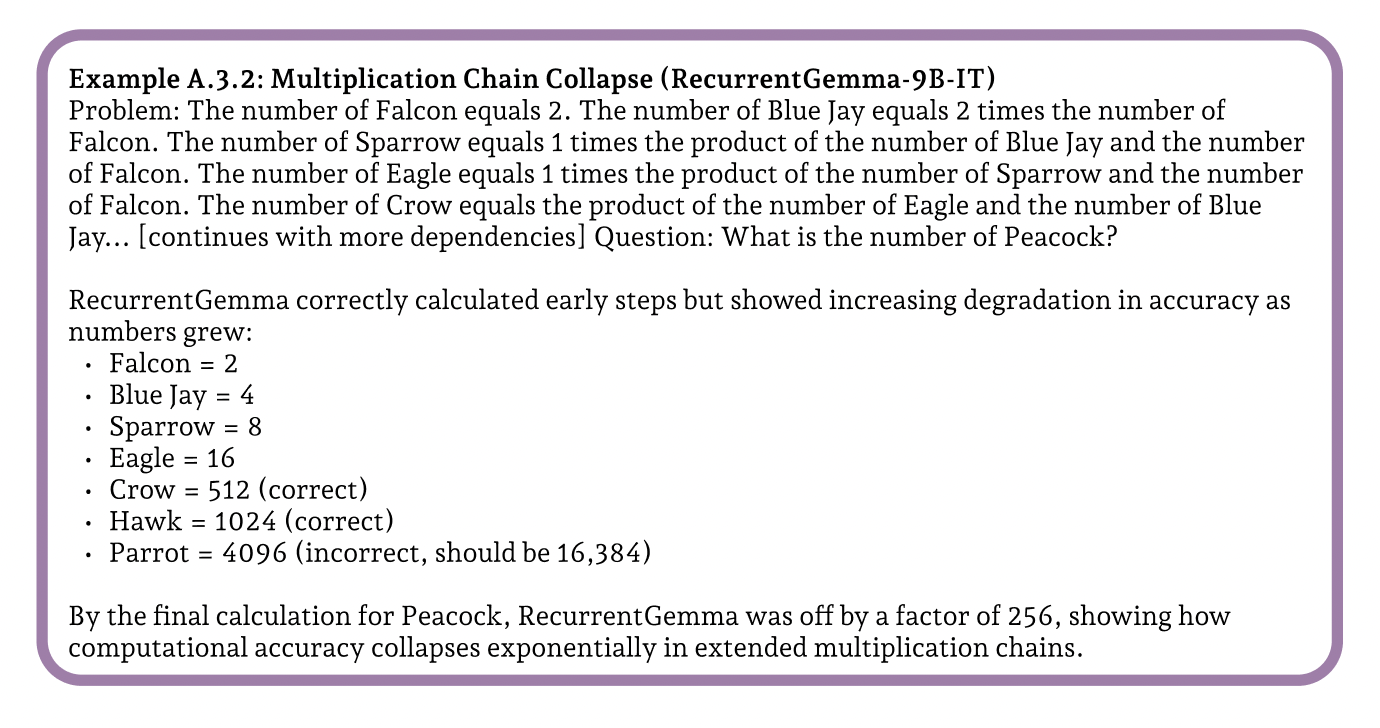 Example A.3.2: Multiplication Chain Collapse (RecurrentGemma-9B-IT)
Problem: The number of Falcon equals 2. The number of Blue Jay equals 2 times the number of
Falcon. The number of Sparrow equals 1 times the product of the number of Blue Jay and the number
of Falcon. The number of Eagle equals 1 times the product of the number of Sparrow and the number
of Falcon. The number of Crow equals the product of the number of Eagle and the number of Blue
Jay... [continues with more dependencies] Question: What is the number of Peacock?
RecurrentGemma correctly calculated early steps but showed increasing degradation in accuracy as
numbers grew:
• Falcon = 2
• Blue Jay = 4
• Sparrow = 8
• Eagle = 16
• Crow = 512 (correct)
• Hawk = 1024 (correct)
• Parrot = 4096 (incorrect, should be 16,384)
By the final calculation for Peacock, RecurrentGemma was off by a factor of 256, showing how
computational accuracy collapses exponentially in extended multiplication chains.